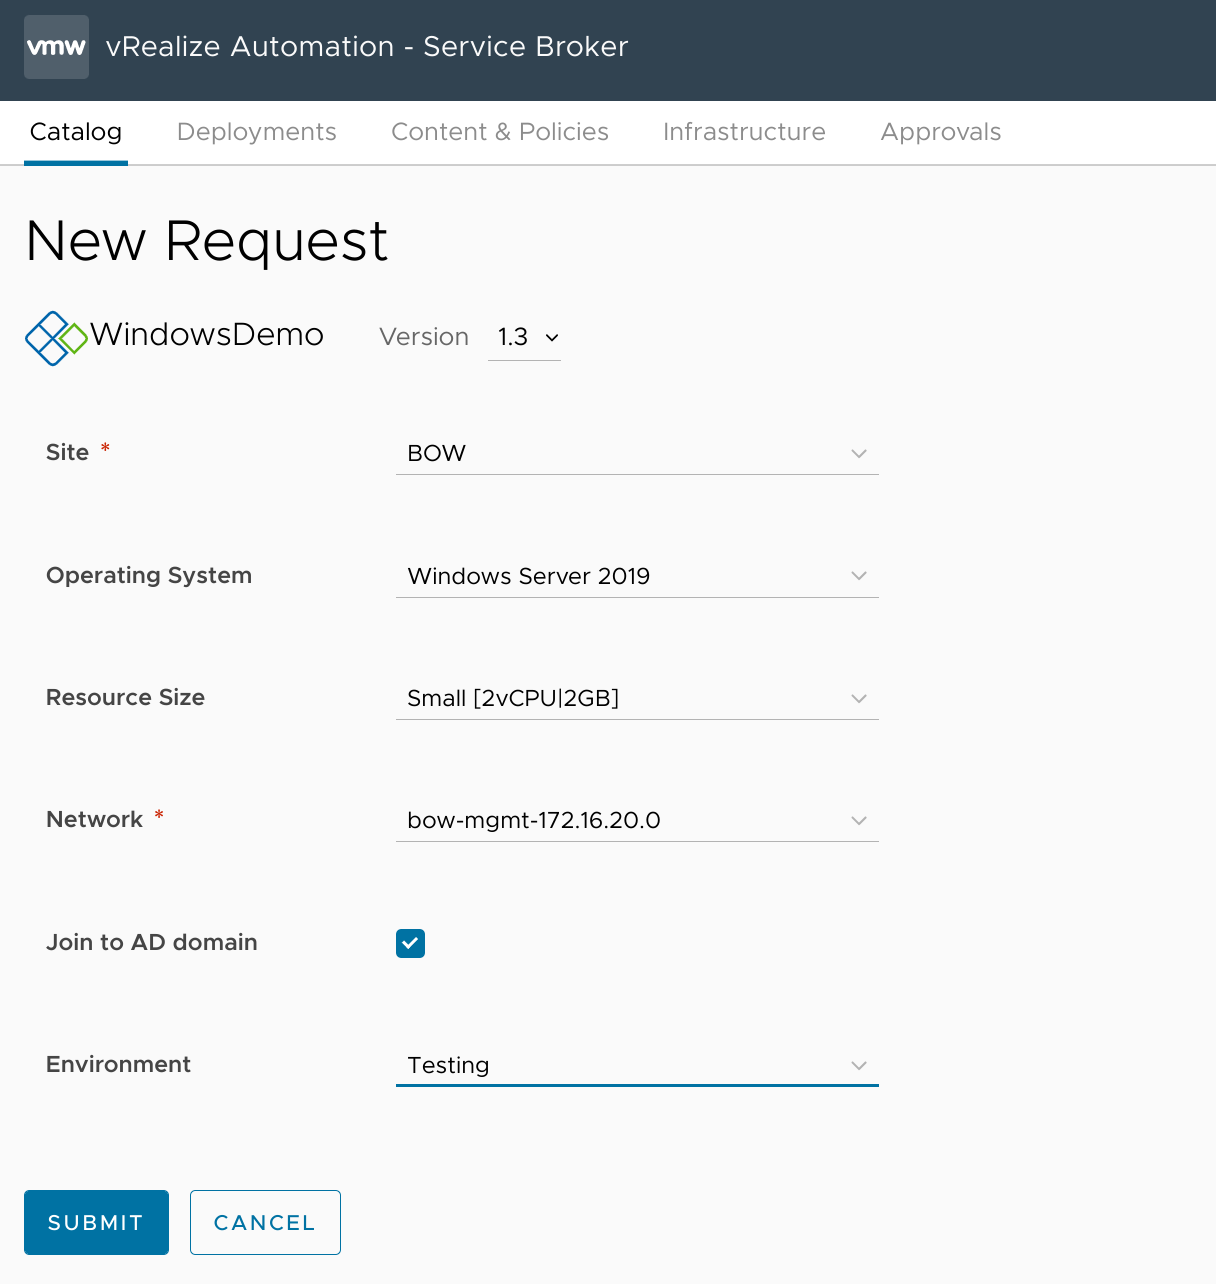 vmw vRealize Automation - Service Broker
Catalog Deployments Content & Policies Infrastructure Approvals
New Request
WindowsDemo Version 1.3
Site * BOW
Operating System Windows Server 2019
Resource Size Small [2vCPU|2GB]
Network * bow-mgmt-172.16.20.0
Join to AD domain
Environment Testing
SUBMIT CANCEL